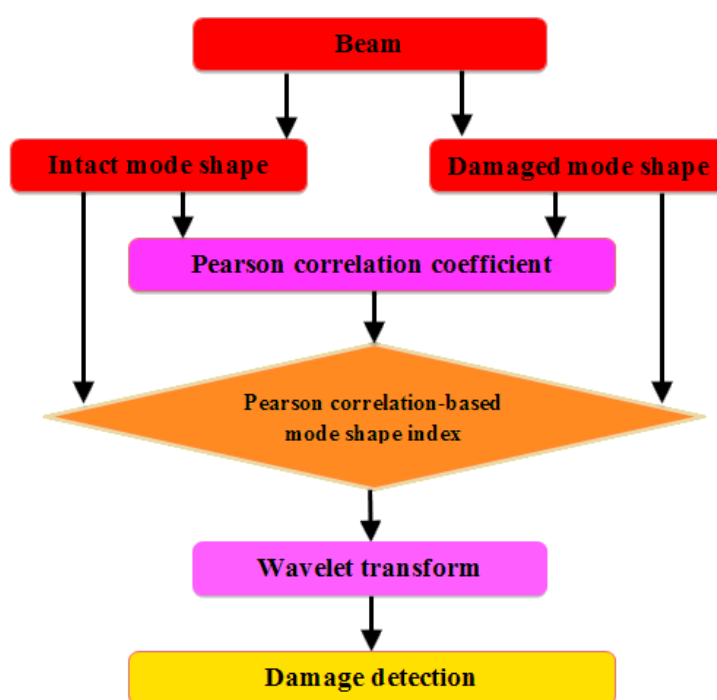 Beam
Intact mode shape
Damaged mode shape
Pearson correlation coefficient
Pearson correlation-based
mode shape index
Wavelet transform
Damage detection